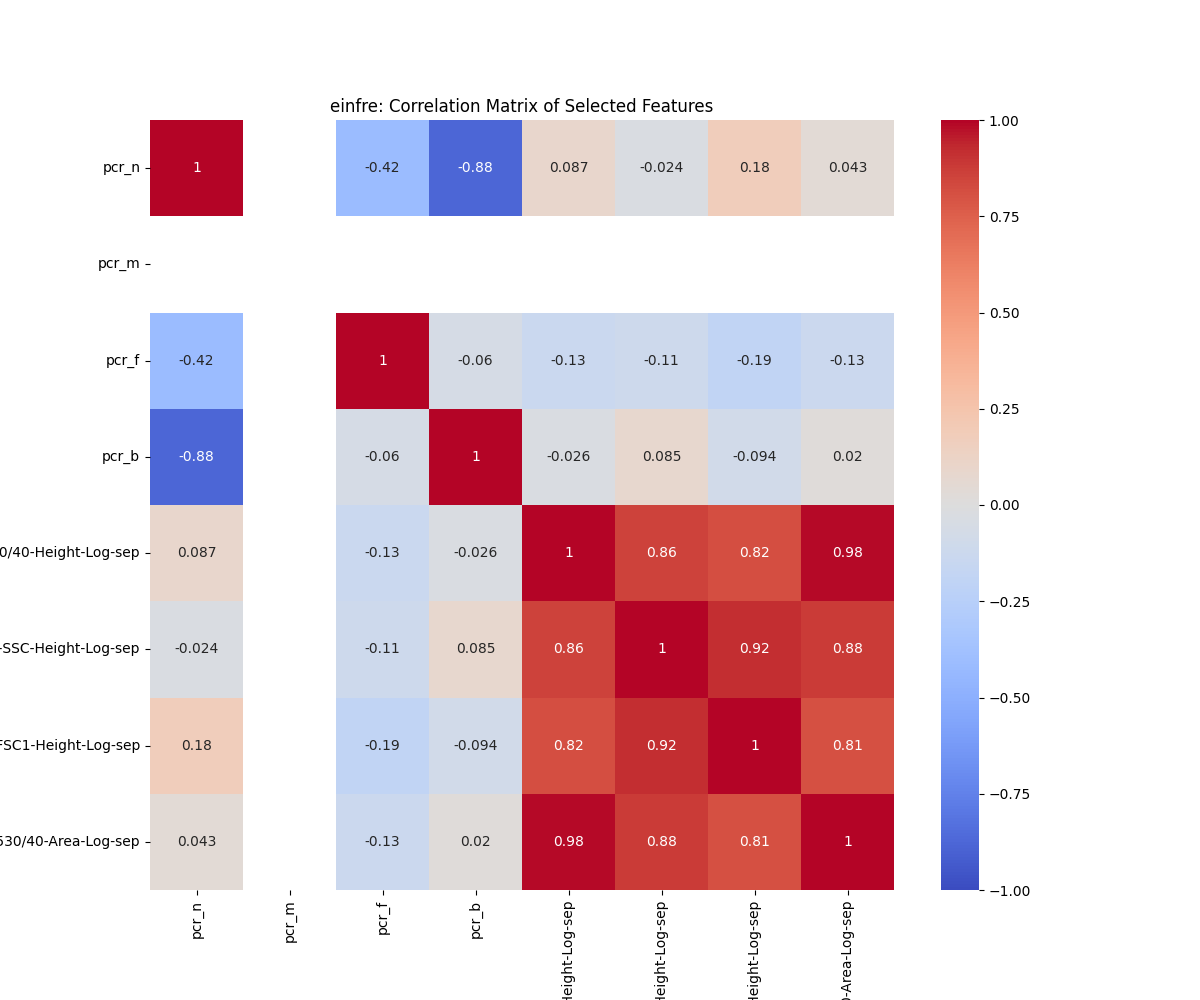 einfre: Correlation Matrix of Selected Features
pcr_n 1 -0.42 -0.88 0.087 -0.024 0.18 0.043
pcr_m
pcr_f -0.42 1 -0.06 -0.13 -0.11 -0.19 -0.13
pcr_b -0.88 -0.06 1 -0.026 0.085 -0.094 0.02
0/40-Height-Log-sep 0.087 -0.13 -0.026 1 0.86 0.82 0.98
-SSC-Height-Log-sep -0.024 -0.11 0.085 0.86 1 0.92 0.88
FSC1-Height-Log-sep 0.18 -0.19 -0.094 0.82 0.92 1 0.81
530/40-Area-Log-sep 0.043 -0.13 0.02 0.98 0.88 0.81 1
pcr_n
pcr_m
pcr_f
pcr_b
Height-Log-sep
Height-Log-sep
Height-Log-sep
0-Area-Log-sep
1.00
0.75
0.50
0.25
0.00
−0.25
−0.50
−0.75
−1.00